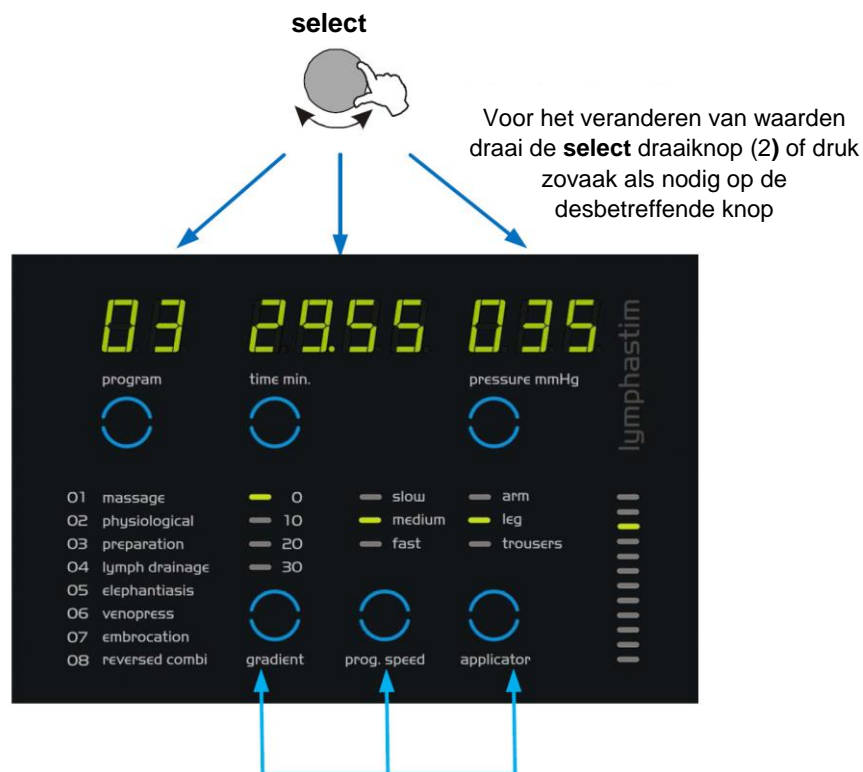 select
Voor het veranderen van waarden
draai de select draaiknop (2) of druk
zovaak als nodig op de
desbetreffende knop
03 29.55 035
program time min. pressure mmHg
lymphastim
01 massage
02 physiological
03 preparation
04 lymph drainage
05 elephantiasis
06 venopress
07 embrocation
08 reversed combi
0
10
20
30
gradient
slow
medium
fast
prog. speed
arm
leg
trousers
applicator